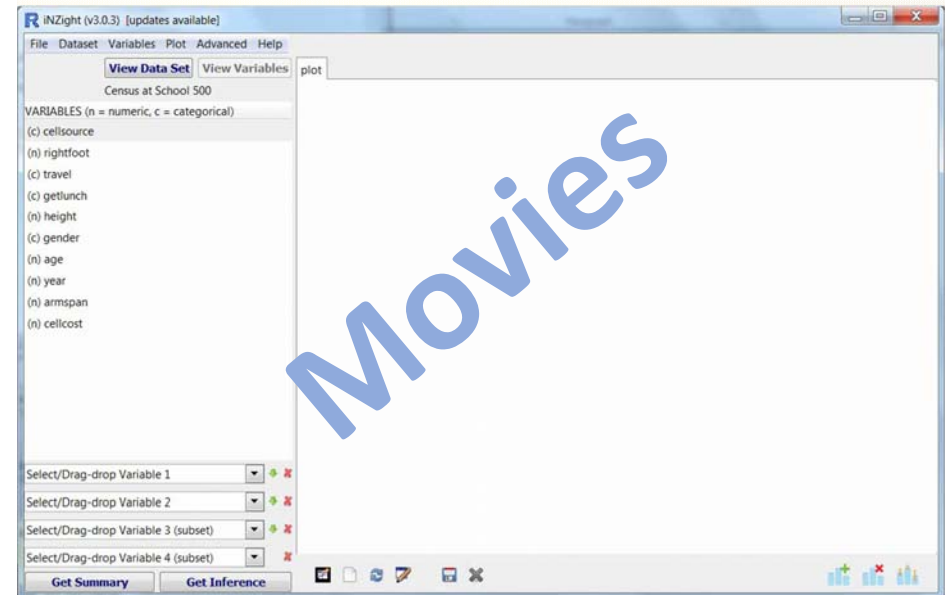 iNZight (v3.0.3) [updates available]
File Dataset Variables Plot Advanced Help
View Data Set View Variables
plot
Census at School 500
VARIABLES (n = numeric, c = categorical)
(c) cellsource
(n) rightfoot
(c) travel
(c) getlunch
(n) height
(c) gender
(n) age
(n) year
(n) armspan
(n) cellcost
Movies
Select/Drag-drop Variable 1
Select/Drag-drop Variable 2
Select/Drag-drop Variable 3 (subset)
Select/Drag-drop Variable 4 (subset)
Get Summary Get Inference